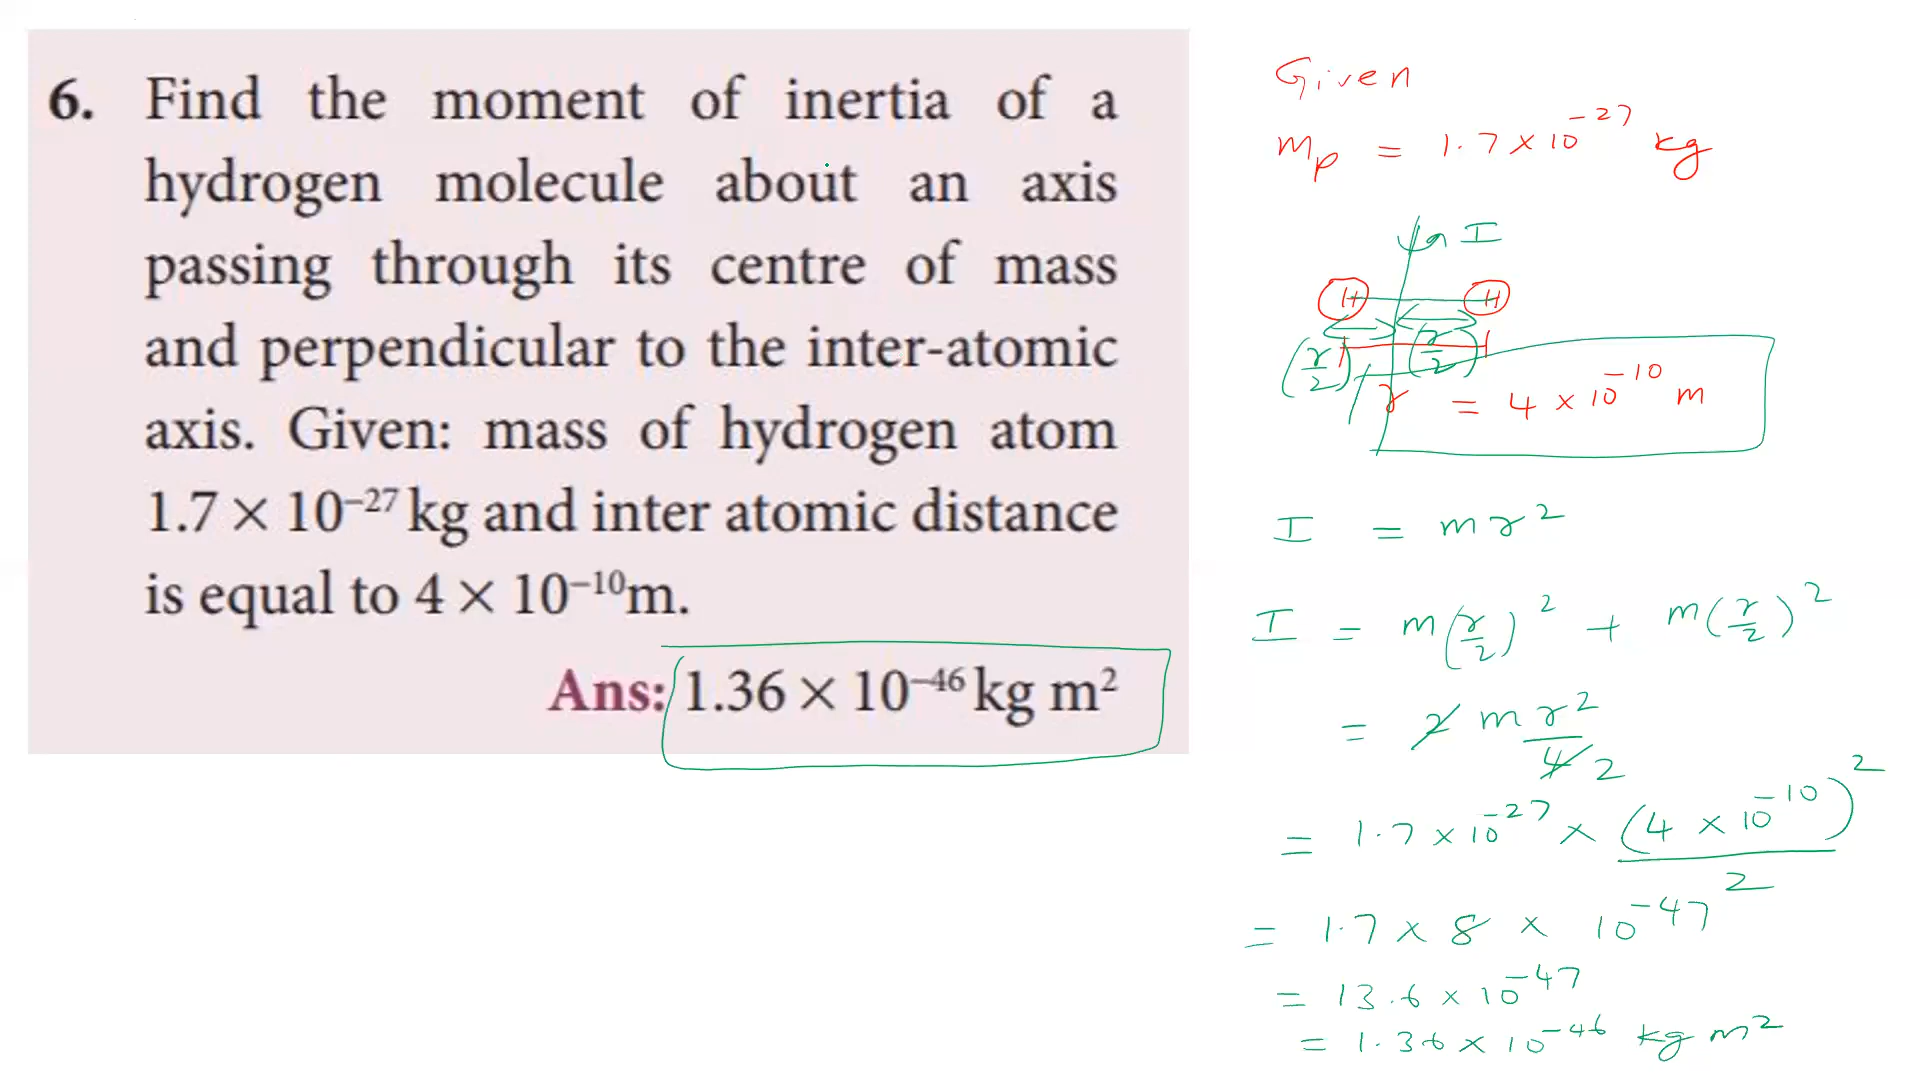 6. Find the moment of inertia of a
hydrogen molecule about an axis
passing through its centre of mass
and perpendicular to the inter-atomic
axis. Given: mass of hydrogen atom
1.7 × 10⁻²⁷ kg and inter atomic distance
is equal to 4 × 10⁻¹⁰m.
Ans: 1.36 × 10⁻⁴⁶ kg m²
Given
mₚ = 1.7 × 10⁻²⁷ kg
I
H H
(r/2) (r/2)
r = 4 × 10⁻¹⁰ m
I = mr²
I = m(r/2)² + m(r/2)²
= 2 m r²/4 2
= 1.7 × 10⁻²⁷ × (4 × 10⁻¹⁰)²/2
= 1.7 × 8 × 10⁻⁴⁷
= 13.6 × 10⁻⁴⁷
= 1.36 × 10⁻⁴⁶ kg m²